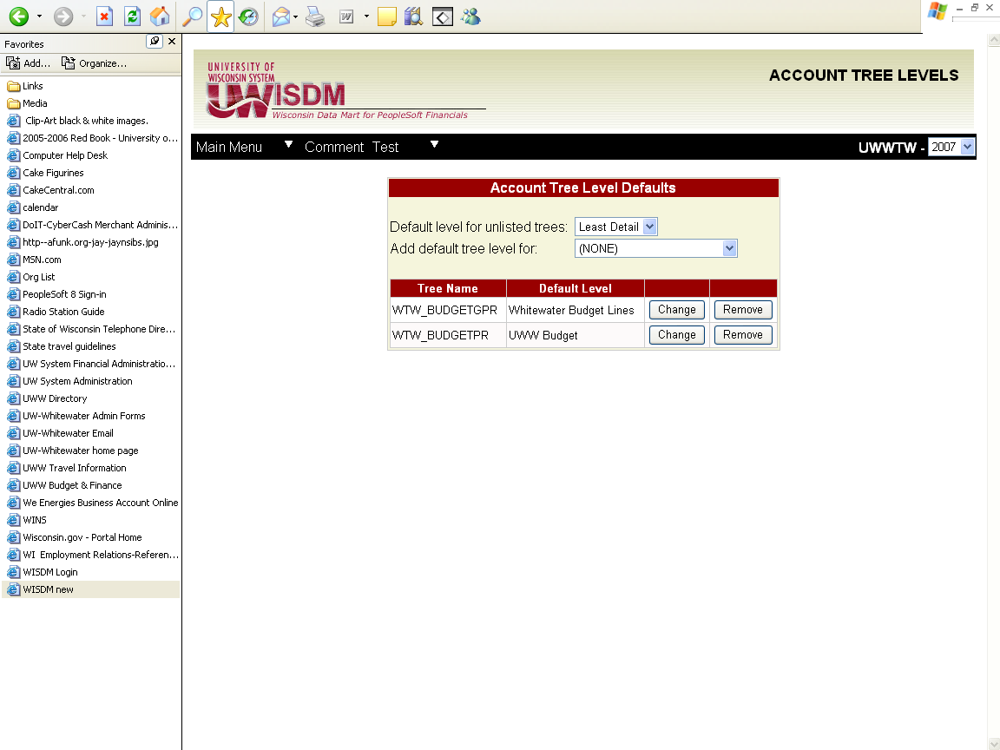 Favorites
Add...
Organize...
Links
Media
Clip-Art black & white images.
2005-2006 Red Book - University o...
Computer Help Desk
Cake Figurines
CakeCentral.com
calendar
DoIT-CyberCash Merchant Adminis...
http--afunk.org-jay-jaynsibs.jpg
MSN.com
Org List
PeopleSoft 8 Sign-in
Radio Station Guide
State of Wisconsin Telephone Dire...
State travel guidelines
UW System Financial Administratio...
UW System Administration
UWW Directory
UW-Whitewater Admin Forms
UW-Whitewater Email
UW-Whitewater home page
UWW Travel Information
UWW Budget & Finance
We Energies Business Account Online
WINS
Wisconsin.gov - Portal Home
WI  Employment Relations-Referen...
WISDM Login
WISDM new
UNIVERSITY OF
WISCONSIN SYSTEM
UWISDM
Wisconsin Data Mart for PeopleSoft Financials
ACCOUNT TREE LEVELS
Main Menu Comment Test UWWTW - 2007
Account Tree Level Defaults
Default level for unlisted trees: Least Detail
Add default tree level for: (NONE)
Tree Name Default Level
WTW_BUDGETGPR Whitewater Budget Lines Change Remove
WTW_BUDGETPR UWW Budget Change Remove